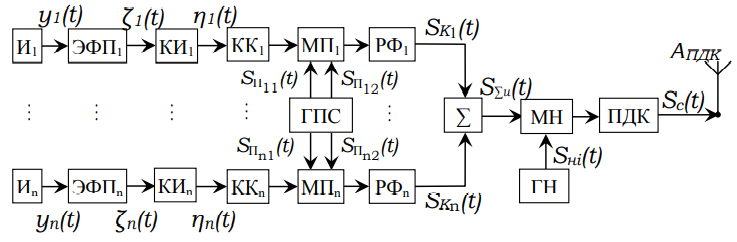 y1(t) ζ1(t) η1(t) SK1(t) AПДК
И1 ЭФП1 КИ1 КК1 МП1 РФ1
SП11(t) SП12(t) SΣu(t) Sc(t)
⋮ ⋮ ⋮ ⋮ ГПС ⋮ Σ МН ПДК
SПn1(t) SПn2(t) Sнi(t)
Иn ЭФПn КИn ККn МПn РФn ГН
yn(t) ζn(t) ηn(t) SKn(t)